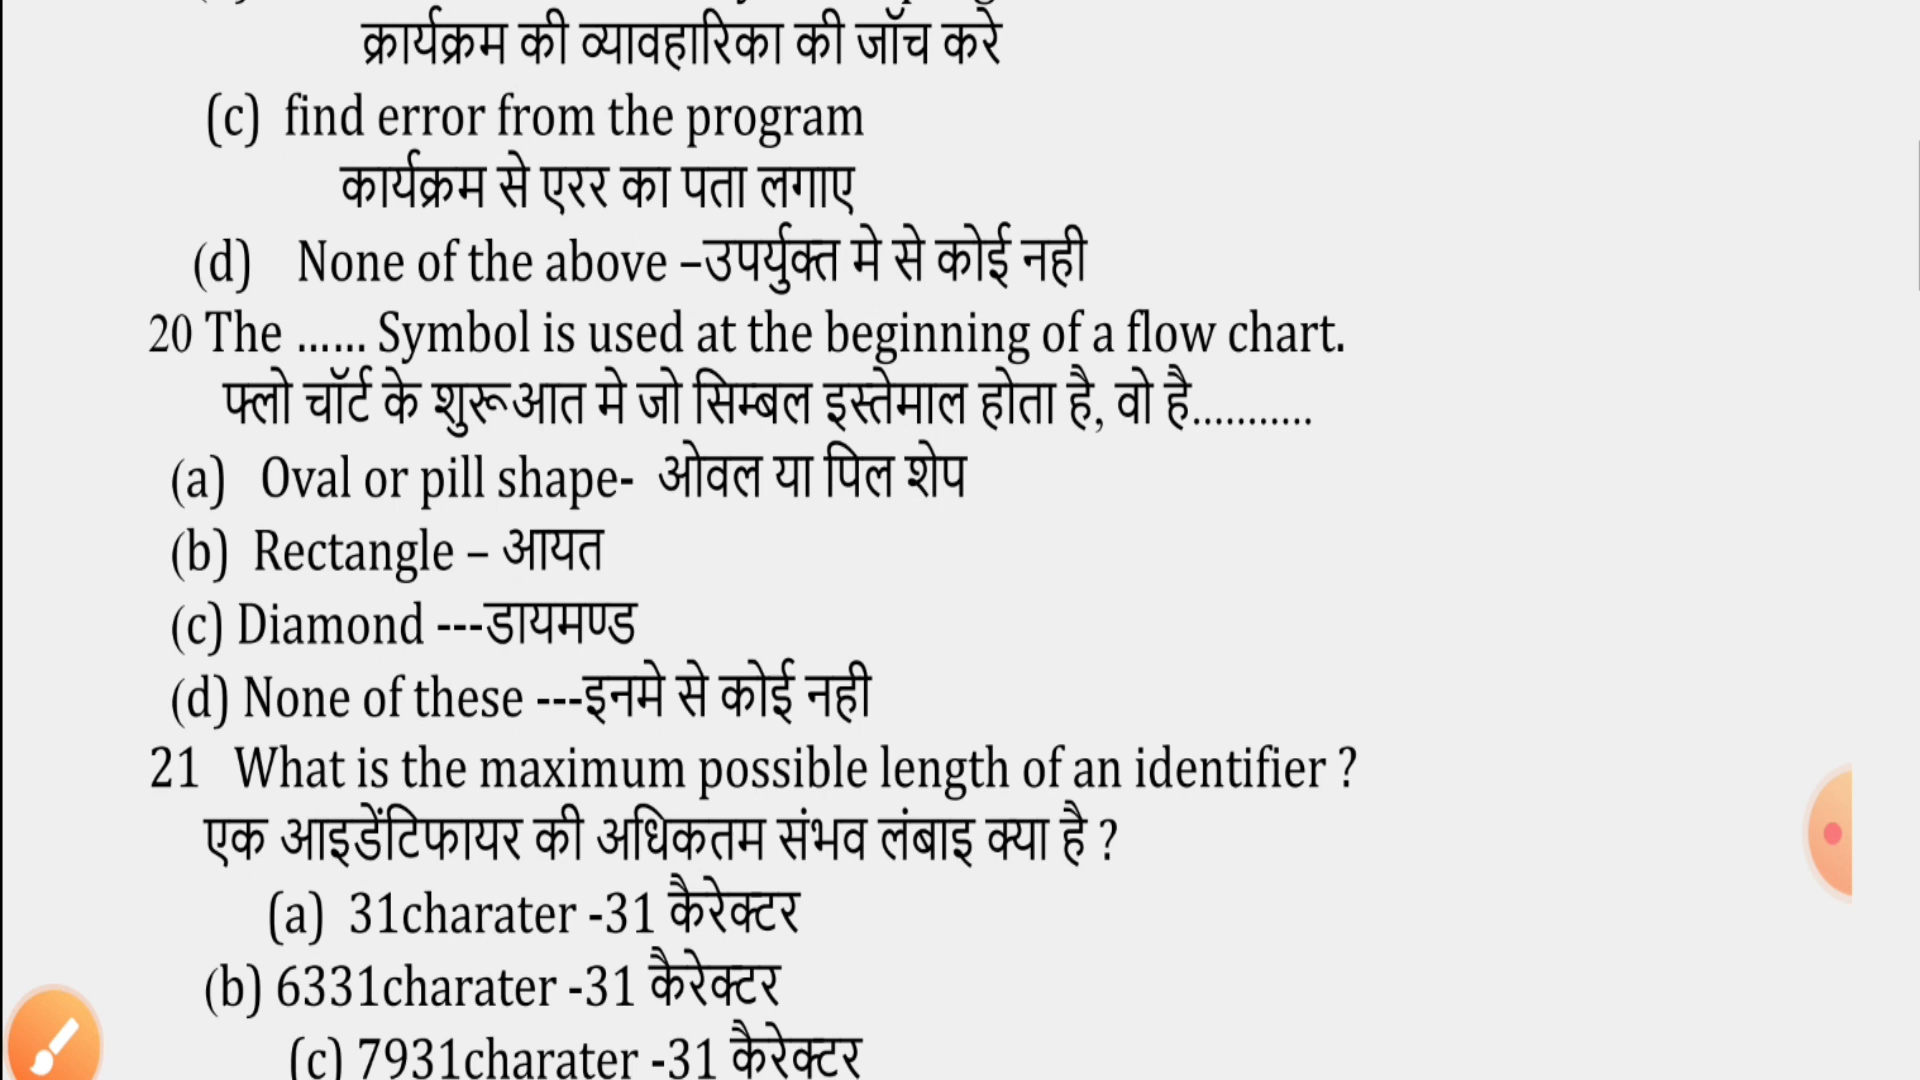 क्रार्यक्रम की व्यावहारिका की जॉच करे
(c) find error from the program
कार्यक्रम से एरर का पता लगाए
(d) None of the above –उपर्युक्त मे से कोई नही
20 The ...... Symbol is used at the beginning of a flow chart.
फ्लो चॉर्ट के शुरूआत मे जो सिम्बल इस्तेमाल होता है, वो है...........
(a) Oval or pill shape- ओवल या पिल शेप
(b) Rectangle – आयत
(c) Diamond ---डायमण्ड
(d) None of these ---इनमे से कोई नही
21 What is the maximum possible length of an identifier ?
एक आइडेंटिफायर की अधिकतम संभव लंबाइ क्या है ?
(a) 31charater -31 कैरेक्टर
(b) 6331charater -31 कैरेक्टर
(c) 7931charater -31 कैरेक्टर